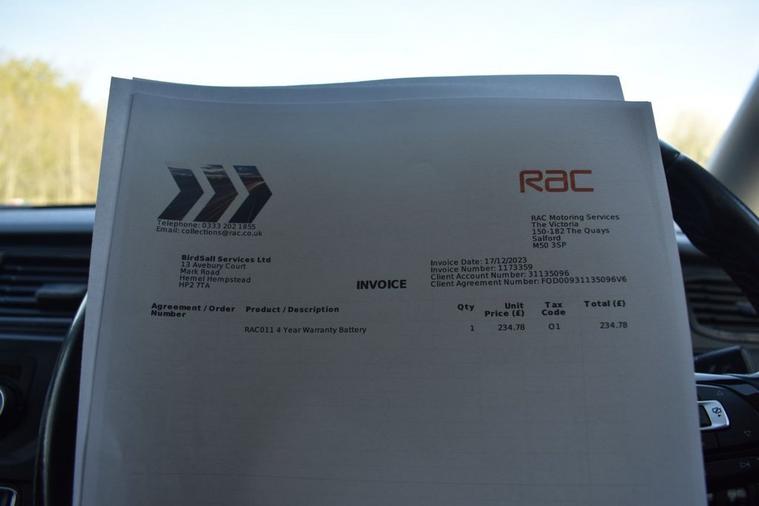 RAC
Telephone: 0333 202 1855
Email: collections@rac.co.uk
RAC Motoring Services
The Victoria
150-182 The Quays
Salford
M50 3SP
BirdSall Services Ltd
13 Avebury Court
Mark Road
Hemel Hempstead
HP2 7TA
INVOICE
Invoice Date: 17/12/2023
Invoice Number: 1173359
Client Account Number: 31135096
Client Agreement Number: FOD00931135096V6
Agreement / Order Number Product / Description Qty Unit Price (£) Tax Code Total (£)
RAC011 4 Year Warranty Battery 1 234.78 O1 234.78